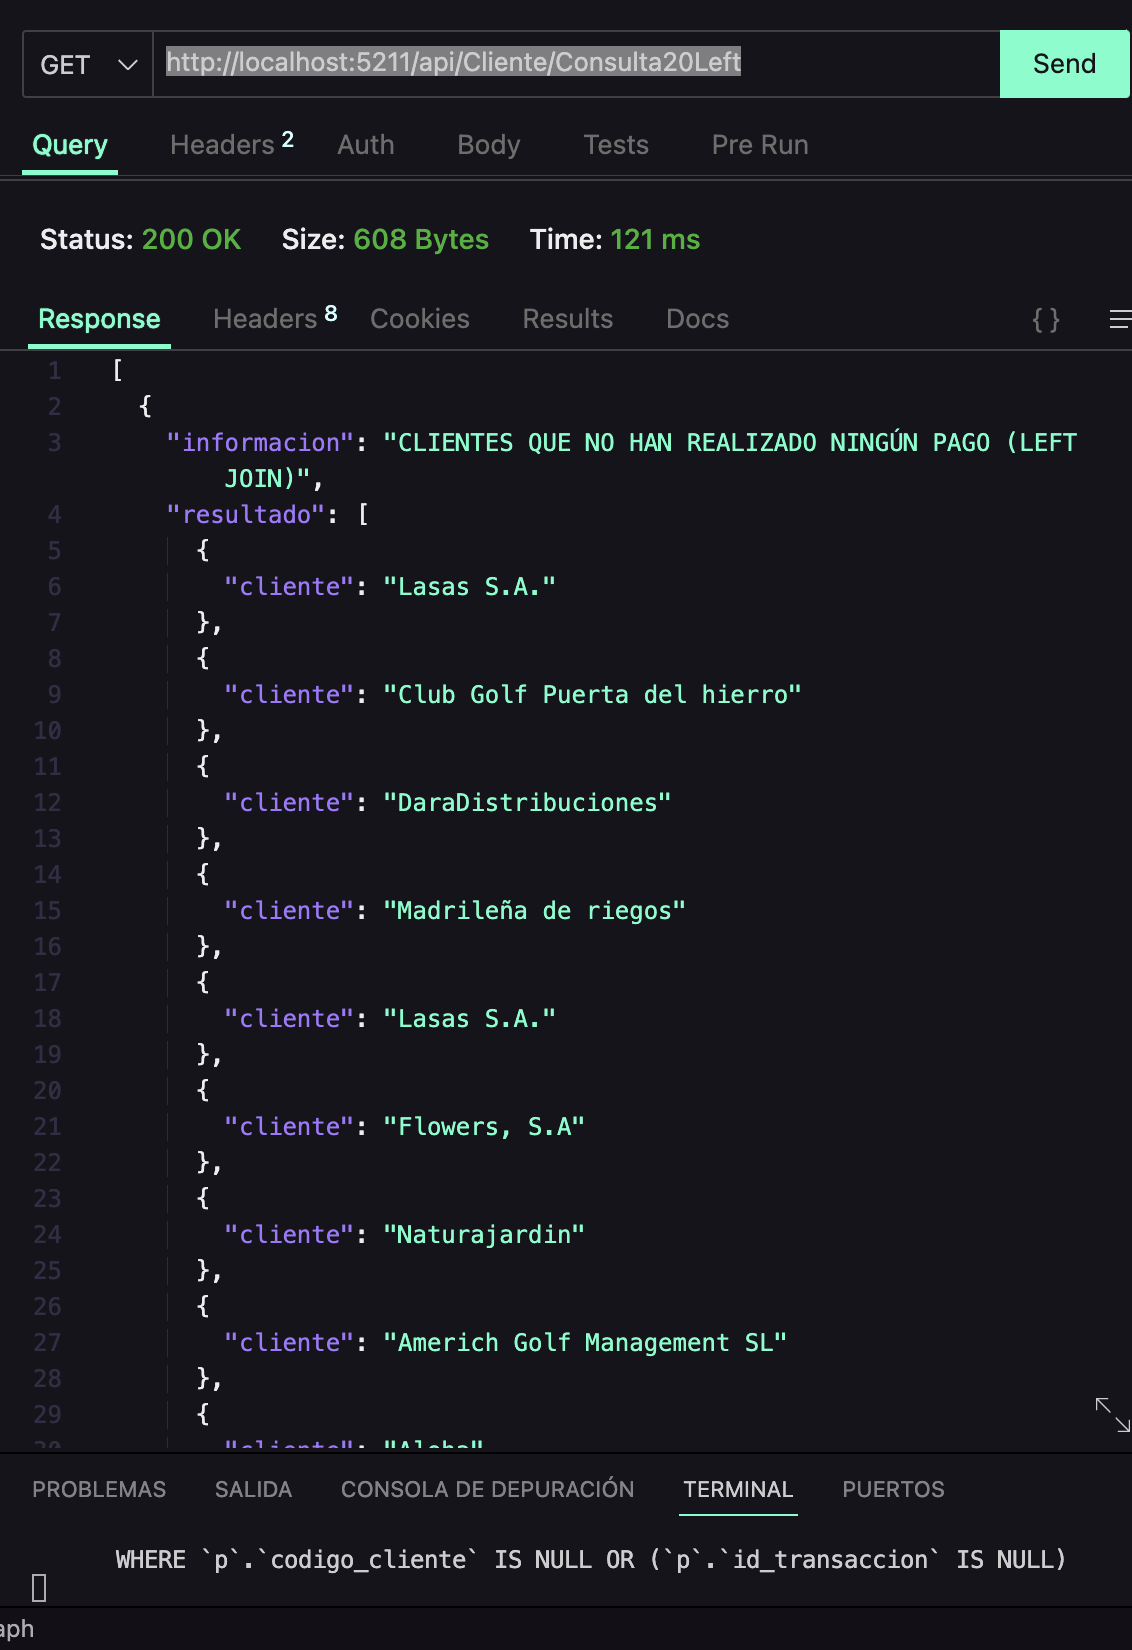 GET http://localhost:5211/api/Cliente/Consulta20Left Send
Query Headers 2 Auth Body Tests Pre Run
Status: 200 OK Size: 608 Bytes Time: 121 ms
Response Headers 8 Cookies Results Docs { }
1 [
2 {
3 "informacion": "CLIENTES QUE NO HAN REALIZADO NINGÚN PAGO (LEFT
JOIN)",
4 "resultado": [
5 {
6 "cliente": "Lasas S.A."
7 },
8 {
9 "cliente": "Club Golf Puerta del hierro"
10 },
11 {
12 "cliente": "DaraDistribuciones"
13 },
14 {
15 "cliente": "Madrileña de riegos"
16 },
17 {
18 "cliente": "Lasas S.A."
19 },
20 {
21 "cliente": "Flowers, S.A"
22 },
23 {
24 "cliente": "Naturajardin"
25 },
26 {
27 "cliente": "Americh Golf Management SL"
28 },
29 {
30 "cliente": "Aloha"
PROBLEMAS SALIDA CONSOLA DE DEPURACIÓN TERMINAL PUERTOS
WHERE `p`.`codigo_cliente` IS NULL OR (`p`.`id_transaccion` IS NULL)
aph